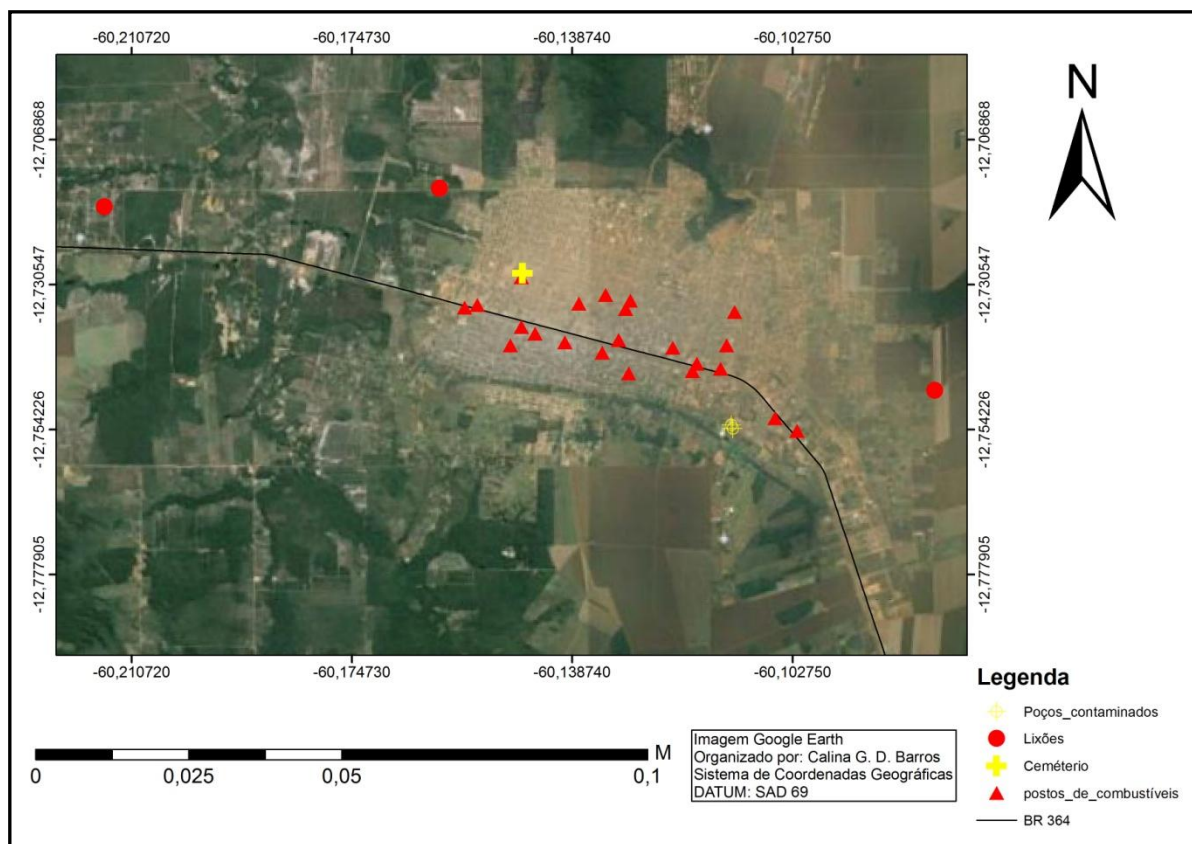 -60,210720 -60,174730 -60,138740 -60,102750
N
-12,706868 -12,706868
-12,730547 -12,730547
-12,754226 -12,754226
-12,777905 -12,777905
-60,210720 -60,174730 -60,138740 -60,102750
Legenda
Poços_contaminados
Lixões
Ceméterio
postos_de_combustíveis
BR 364
M
0 0,025 0,05 0,1
Imagem Google Earth
Organizado por: Calina G. D. Barros
Sistema de Coordenadas Geográficas
DATUM: SAD 69